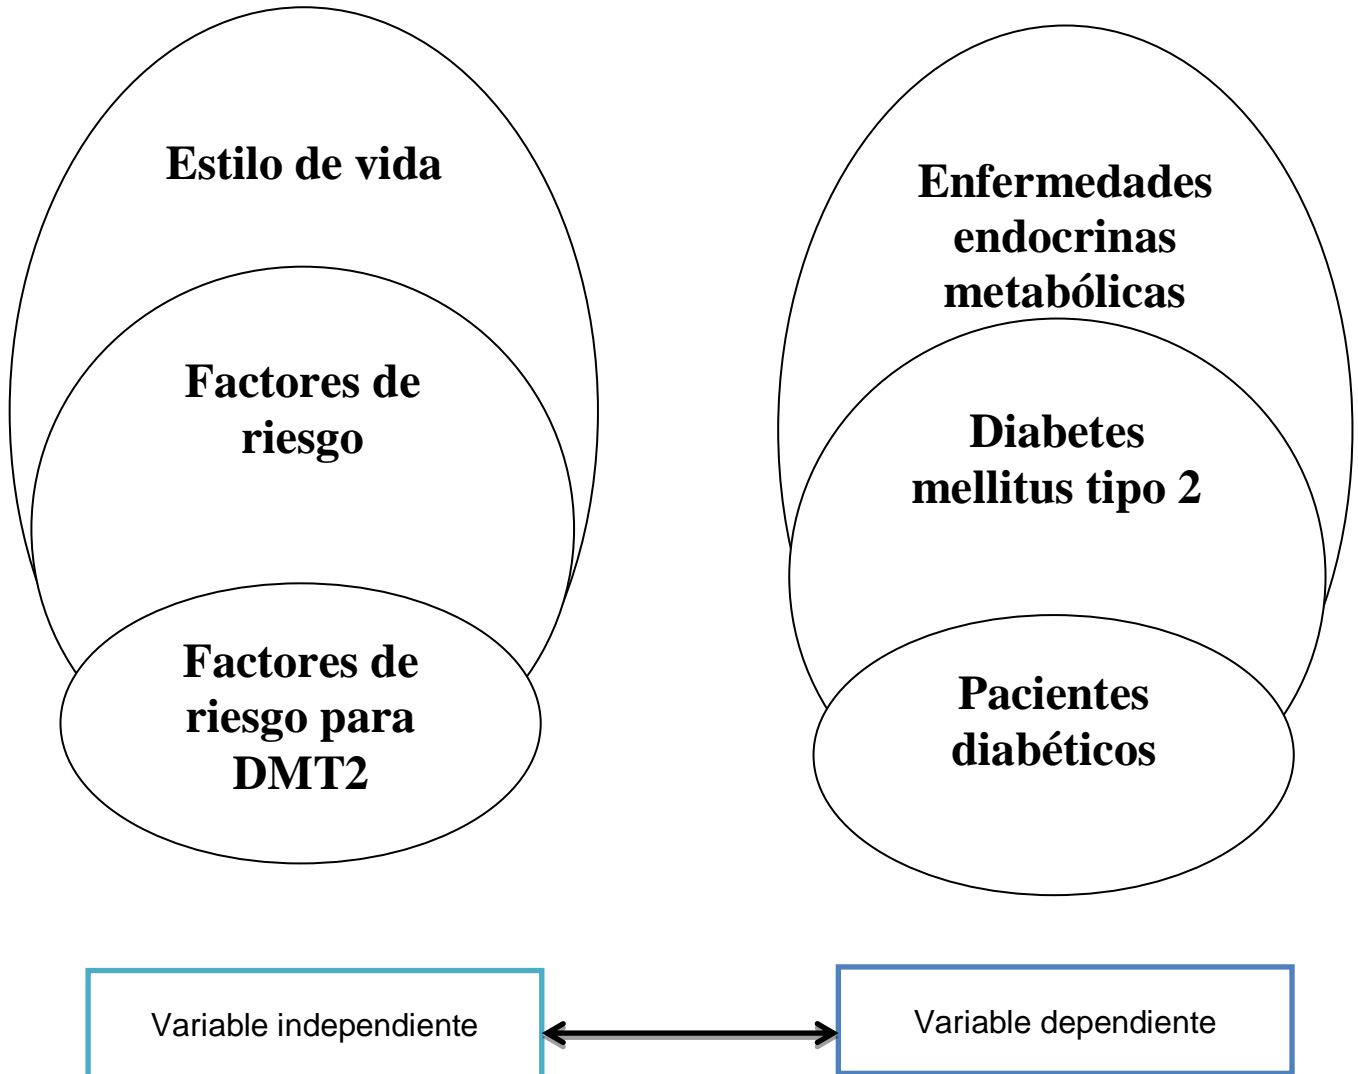 Estilo de vida
Factores de
riesgo
Factores de
riesgo para
DMT2
Enfermedades
endocrinas
metabólicas
Diabetes
mellitus tipo 2
Pacientes
diabéticos
Variable independiente
Variable dependiente